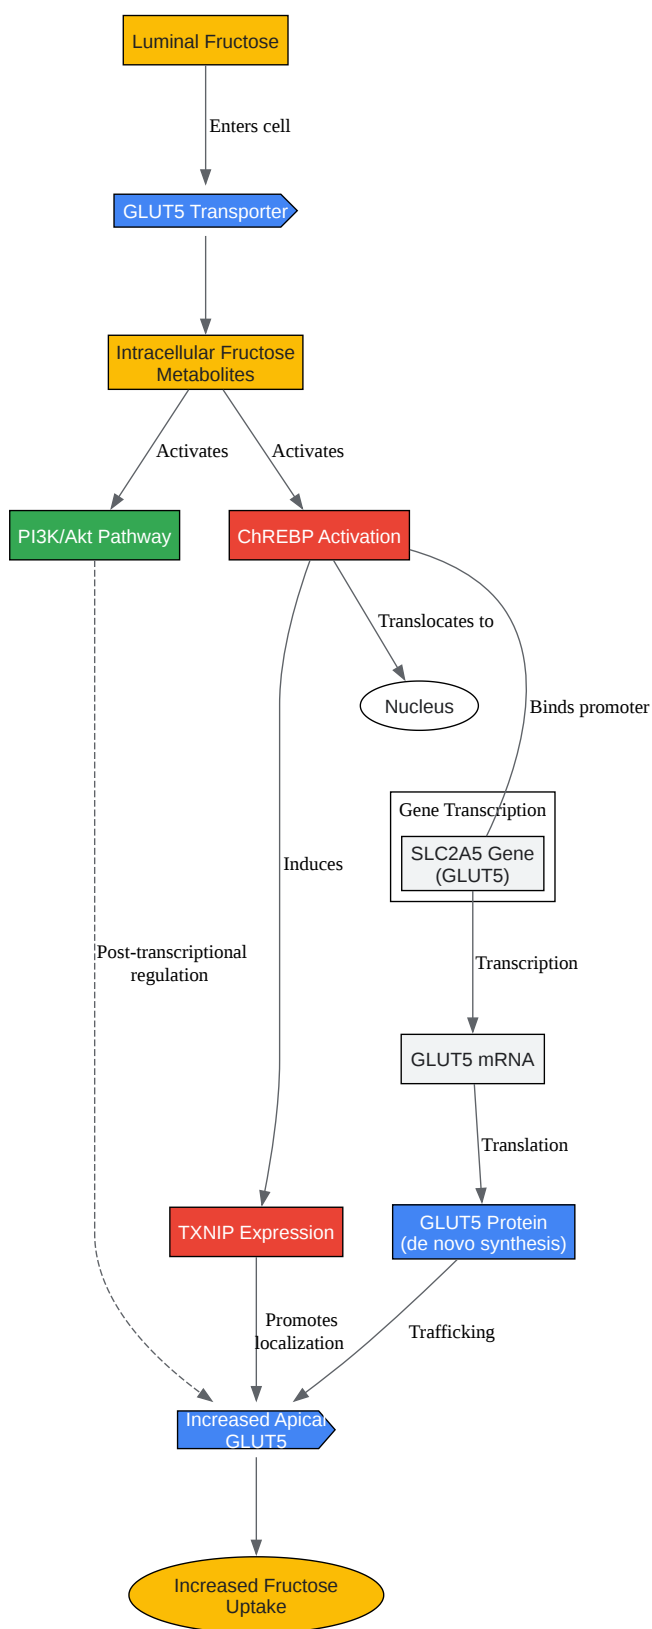 Luminal Fructose
Enters cell
GLUT5 Transporter
Intracellular Fructose
Metabolites
Activates
Activates
PI3K/Akt Pathway
ChREBP Activation
Translocates to
Nucleus
Binds promoter
Gene Transcription
SLC2A5 Gene
(GLUT5)
Induces
Post-transcriptional
regulation
Transcription
GLUT5 mRNA
Translation
TXNIP Expression
GLUT5 Protein
(de novo synthesis)
Promotes
localization
Trafficking
Increased Apical
GLUT5
Increased Fructose
Uptake